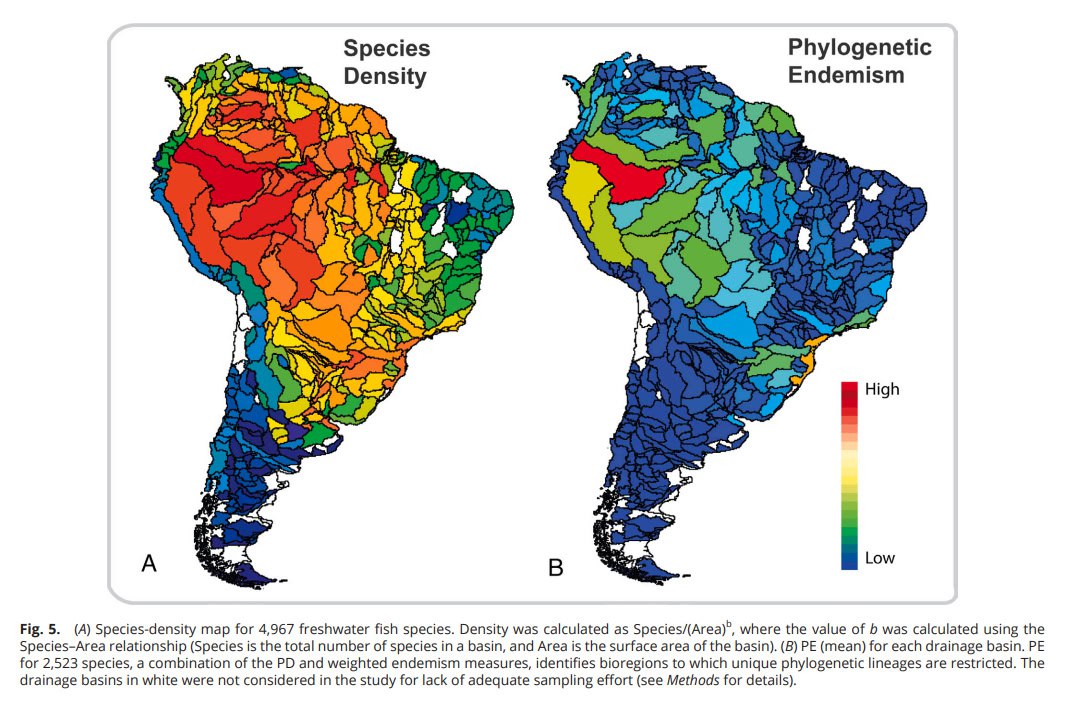 Species
Density
Phylogenetic
Endemism
High
Low
A
B
Fig. 5. (A) Species-density map for 4,967 freshwater fish species. Density was calculated as Species/(Area)ᵇ, where the value of b was calculated using the
Species–Area relationship (Species is the total number of species in a basin, and Area is the surface area of the basin). (B) PE (mean) for each drainage basin. PE
for 2,523 species, a combination of the PD and weighted endemism measures, identifies bioregions to which unique phylogenetic lineages are restricted. The
drainage basins in white were not considered in the study for lack of adequate sampling effort (see Methods for details).